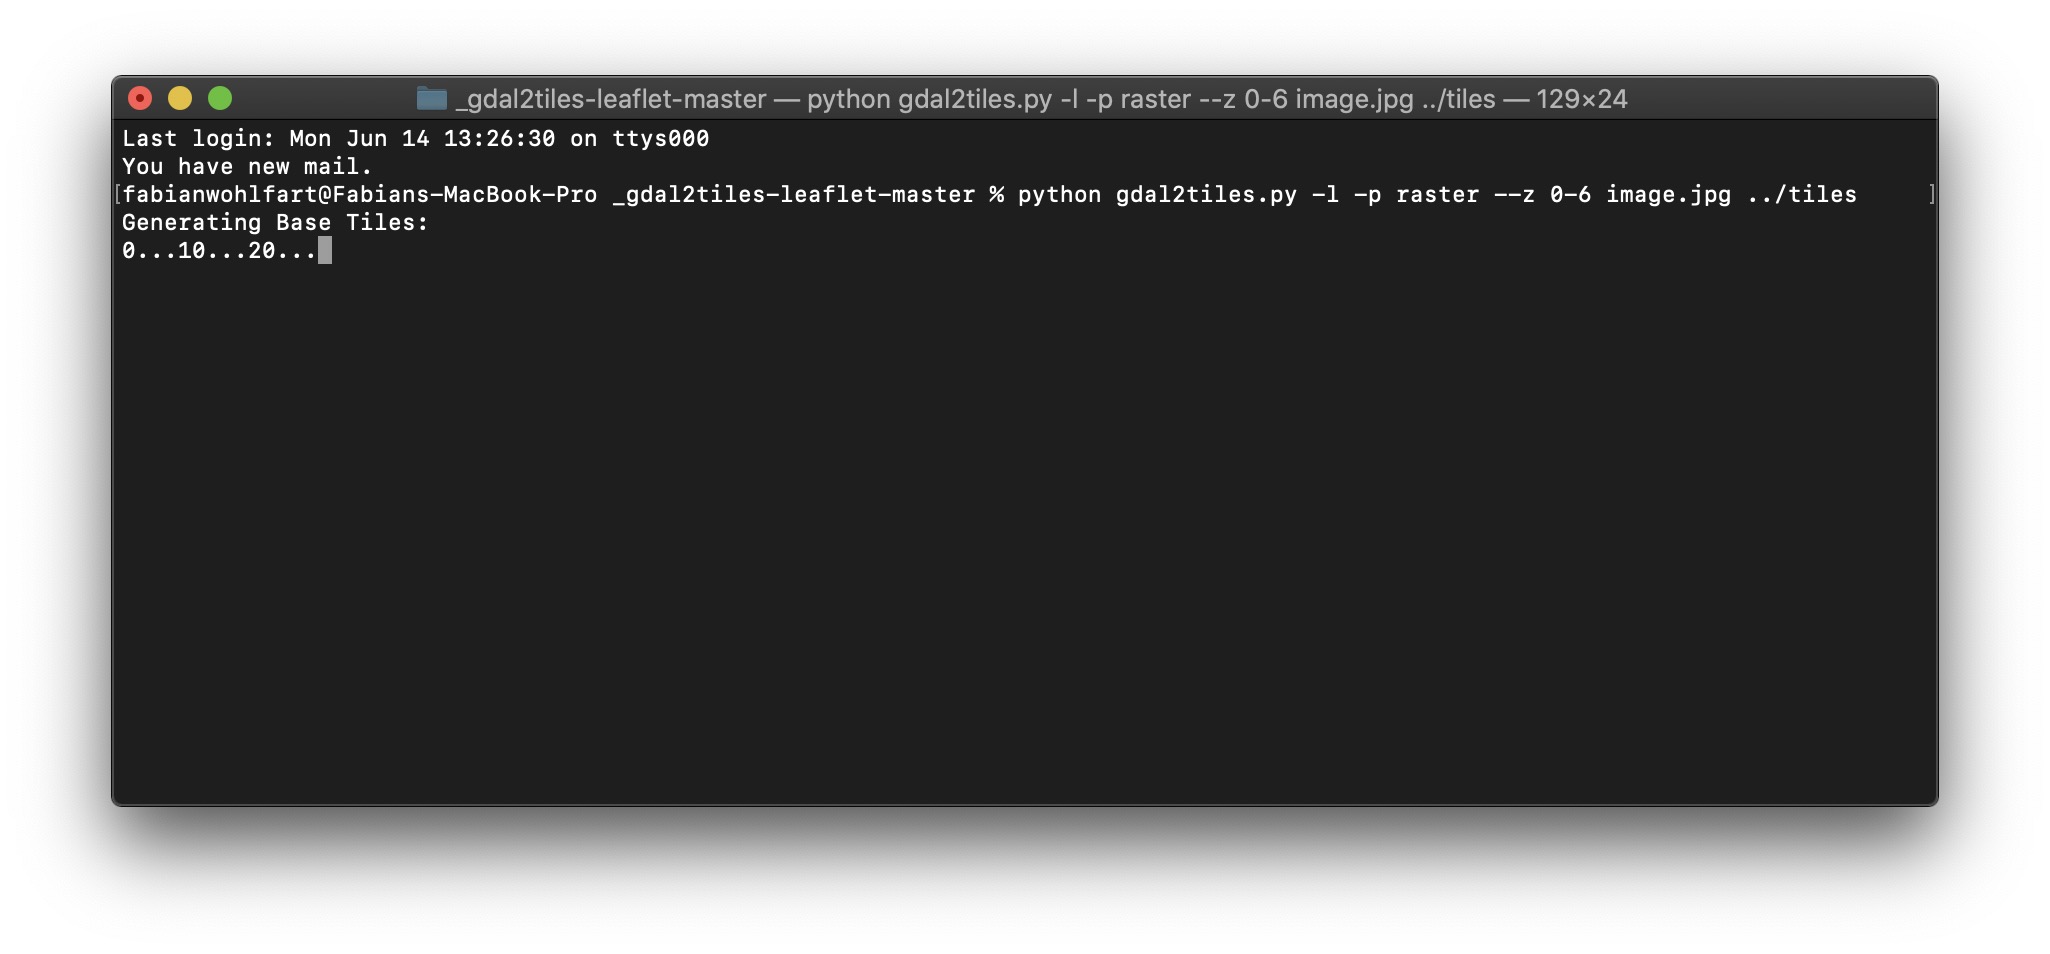 _gdal2tiles-leaflet-master — python gdal2tiles.py -l -p raster --z 0-6 image.jpg ../tiles — 129×24
Last login: Mon Jun 14 13:26:30 on ttys000
You have new mail.
[fabianwohlfart@Fabians-MacBook-Pro _gdal2tiles-leaflet-master % python gdal2tiles.py -l -p raster --z 0-6 image.jpg ../tiles ]
Generating Base Tiles:
0...10...20...